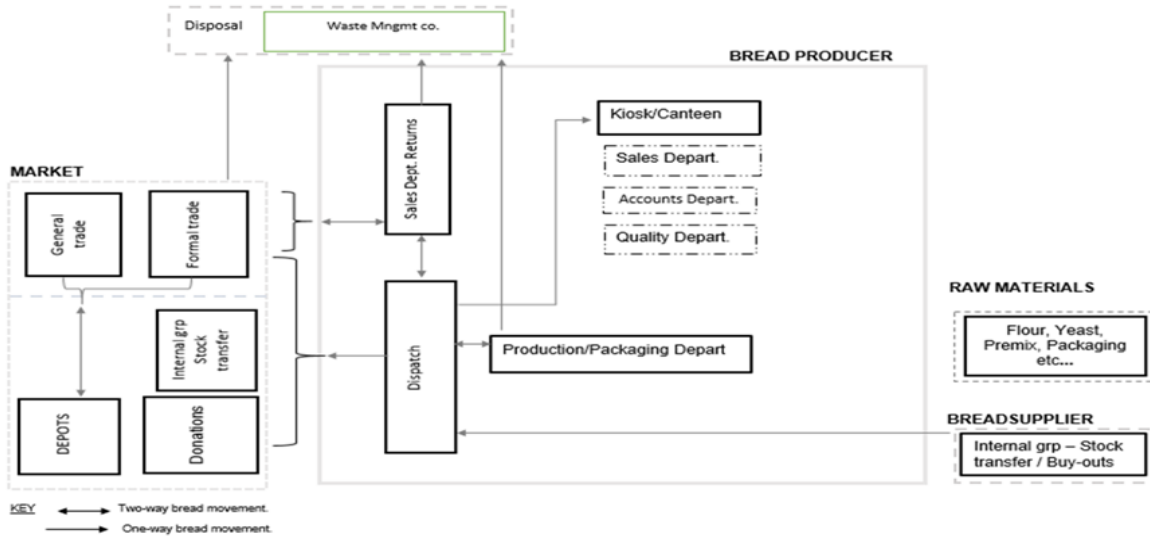 Disposal
Waste Mngmt co.
BREAD PRODUCER
Sales Dept. Returns
Kiosk/Canteen
Sales Depart.
Accounts Depart.
Quality Depart.
MARKET
General
trade
Formal trade
Internal grp
Stock
transfer
DEPOTS
Donations
Dispatch
Production/Packaging Depart
RAW MATERIALS
Flour, Yeast,
Premix, Packaging
etc...
BREADSUPPLIER
Internal grp – Stock
transfer / Buy-outs
KEY
Two-way bread movement.
One-way bread movement.